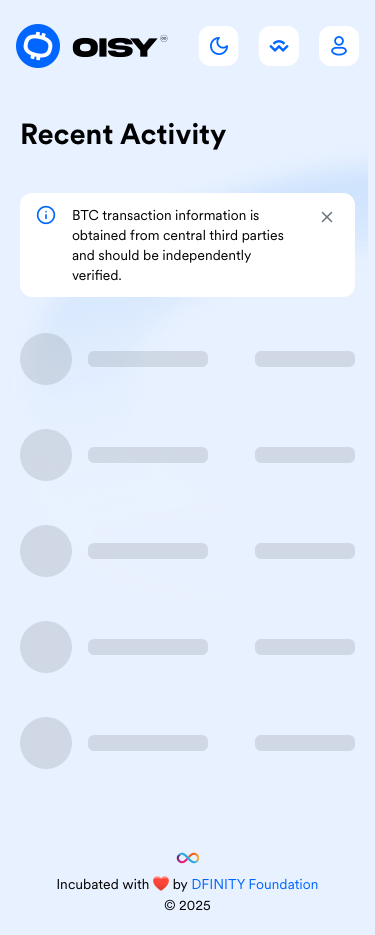 OISY
Recent Activity
BTC transaction information is
obtained from central third parties
and should be independently
verified.
Incubated with ❤️ by DFINITY Foundation
© 2025